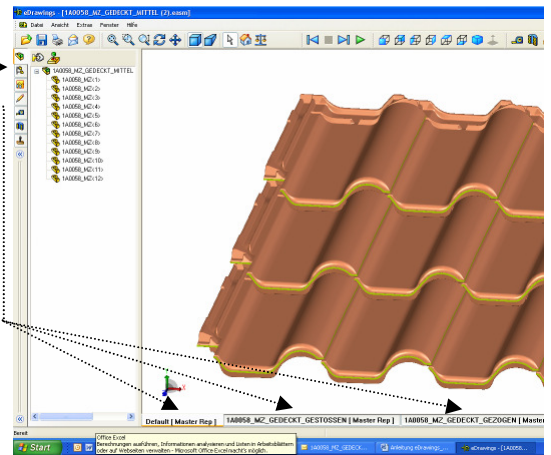 eDrawings - [1A0058_MZ_GEDECKT_MITTEL (2).easm]
Datei Ansicht Extras Fenster Hilfe
1A0058_MZ_GEDECKT_MITTEL
1A0058_MZ<1>
1A0058_MZ<2>
1A0058_MZ<3>
1A0058_MZ<4>
1A0058_MZ<5>
1A0058_MZ<6>
1A0058_MZ<7>
1A0058_MZ<8>
1A0058_MZ<9>
1A0058_MZ<10>
1A0058_MZ<11>
1A0058_MZ<12>
X
Default [ Master Rep ] 1A0058_MZ_GEDECKT_GESTOSSEN [ Master Rep ] 1A0058_MZ_GEDECKT_GEZOGEN [ Master Rep ]
Bereit
Office Excel
Berechnungen ausführen, Informationen analysieren und Listen in Arbeitsblättern
oder auf Webseiten verwalten - Microsoft Office Excel macht's möglich.
Start 1A0058_MZ_GEDECK... Anleitung eDrawings_... eDrawings - [1A0058...